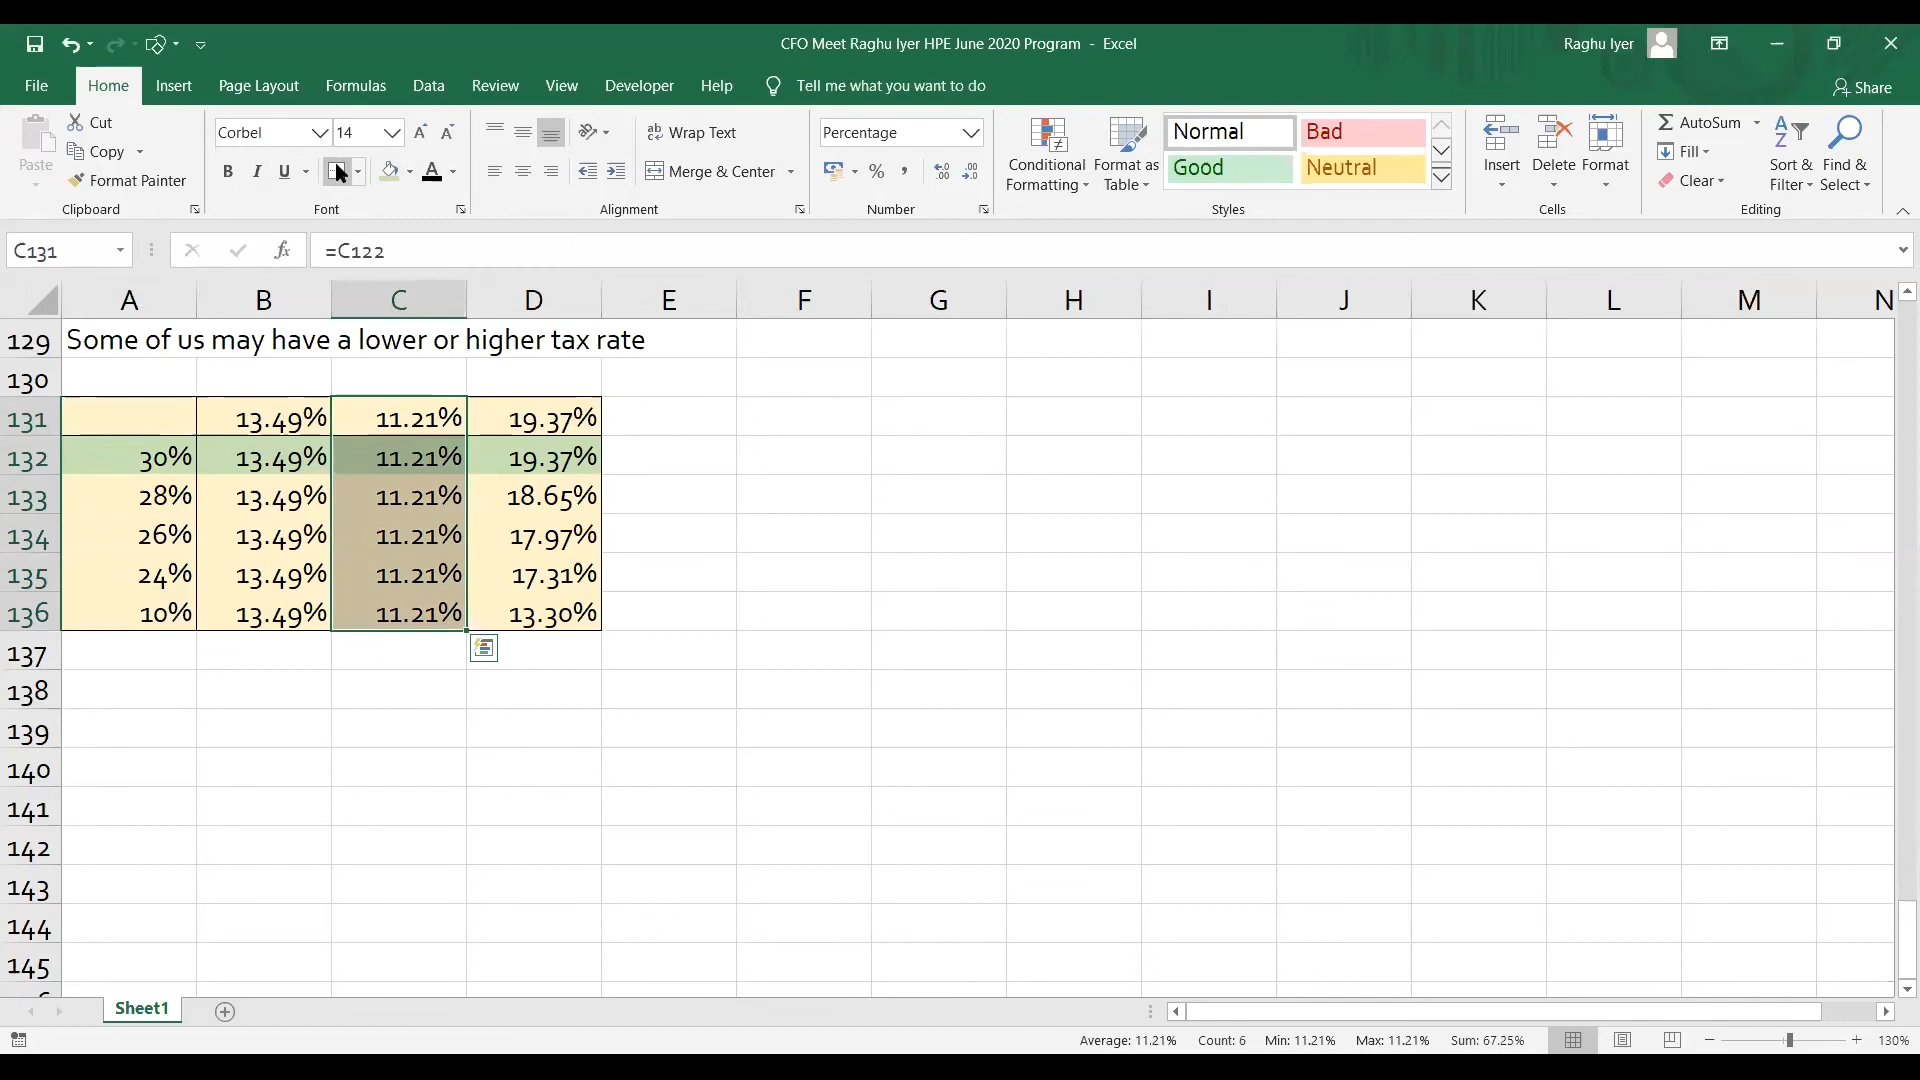 CFO Meet Raghu Iyer HPE June 2020 Program - Excel
Raghu Iyer
File Home Insert Page Layout Formulas Data Review View Developer Help Tell me what you want to do
Share
Paste
Cut
Copy
Format Painter
Clipboard
Corbel 14
B I U
Font
Wrap Text
Merge & Center
Alignment
Percentage
%
Number
Conditional Formatting
Format as Table
Normal Bad
Good Neutral
Styles
Insert Delete Format
Cells
AutoSum
Fill
Clear
Sort & Filter
Find & Select
Editing
C131 fx =C122
A B C D E F G H I J K L M N
129 Some of us may have a lower or higher tax rate
130
131 13.49% 11.21% 19.37%
132 30% 13.49% 11.21% 19.37%
133 28% 13.49% 11.21% 18.65%
134 26% 13.49% 11.21% 17.97%
135 24% 13.49% 11.21% 17.31%
136 10% 13.49% 11.21% 13.30%
137
138
139
140
141
142
143
144
145
Sheet1
Average: 11.21% Count: 6 Min: 11.21% Max: 11.21% Sum: 67.25% 130%